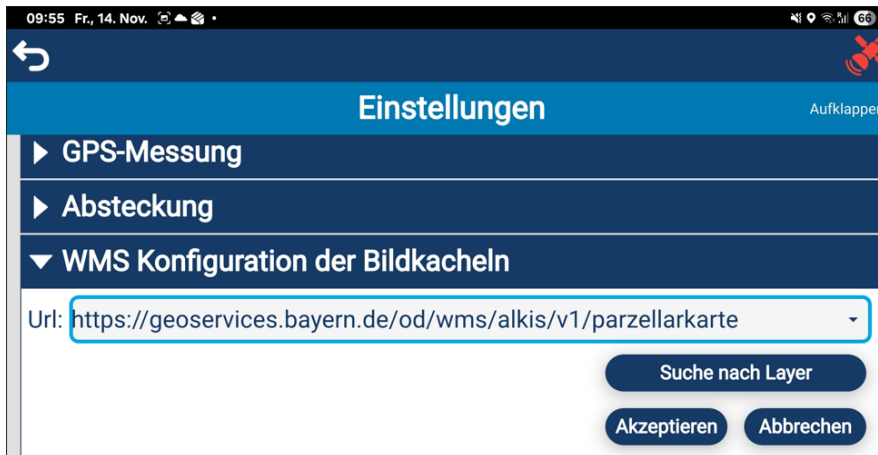 09:55 Fr., 14. Nov.
66
Einstellungen
Aufklappen
GPS-Messung
Absteckung
WMS Konfiguration der Bildkacheln
Url: https://geoservices.bayern.de/od/wms/alkis/v1/parzellarkarte
Suche nach Layer
Akzeptieren Abbrechen